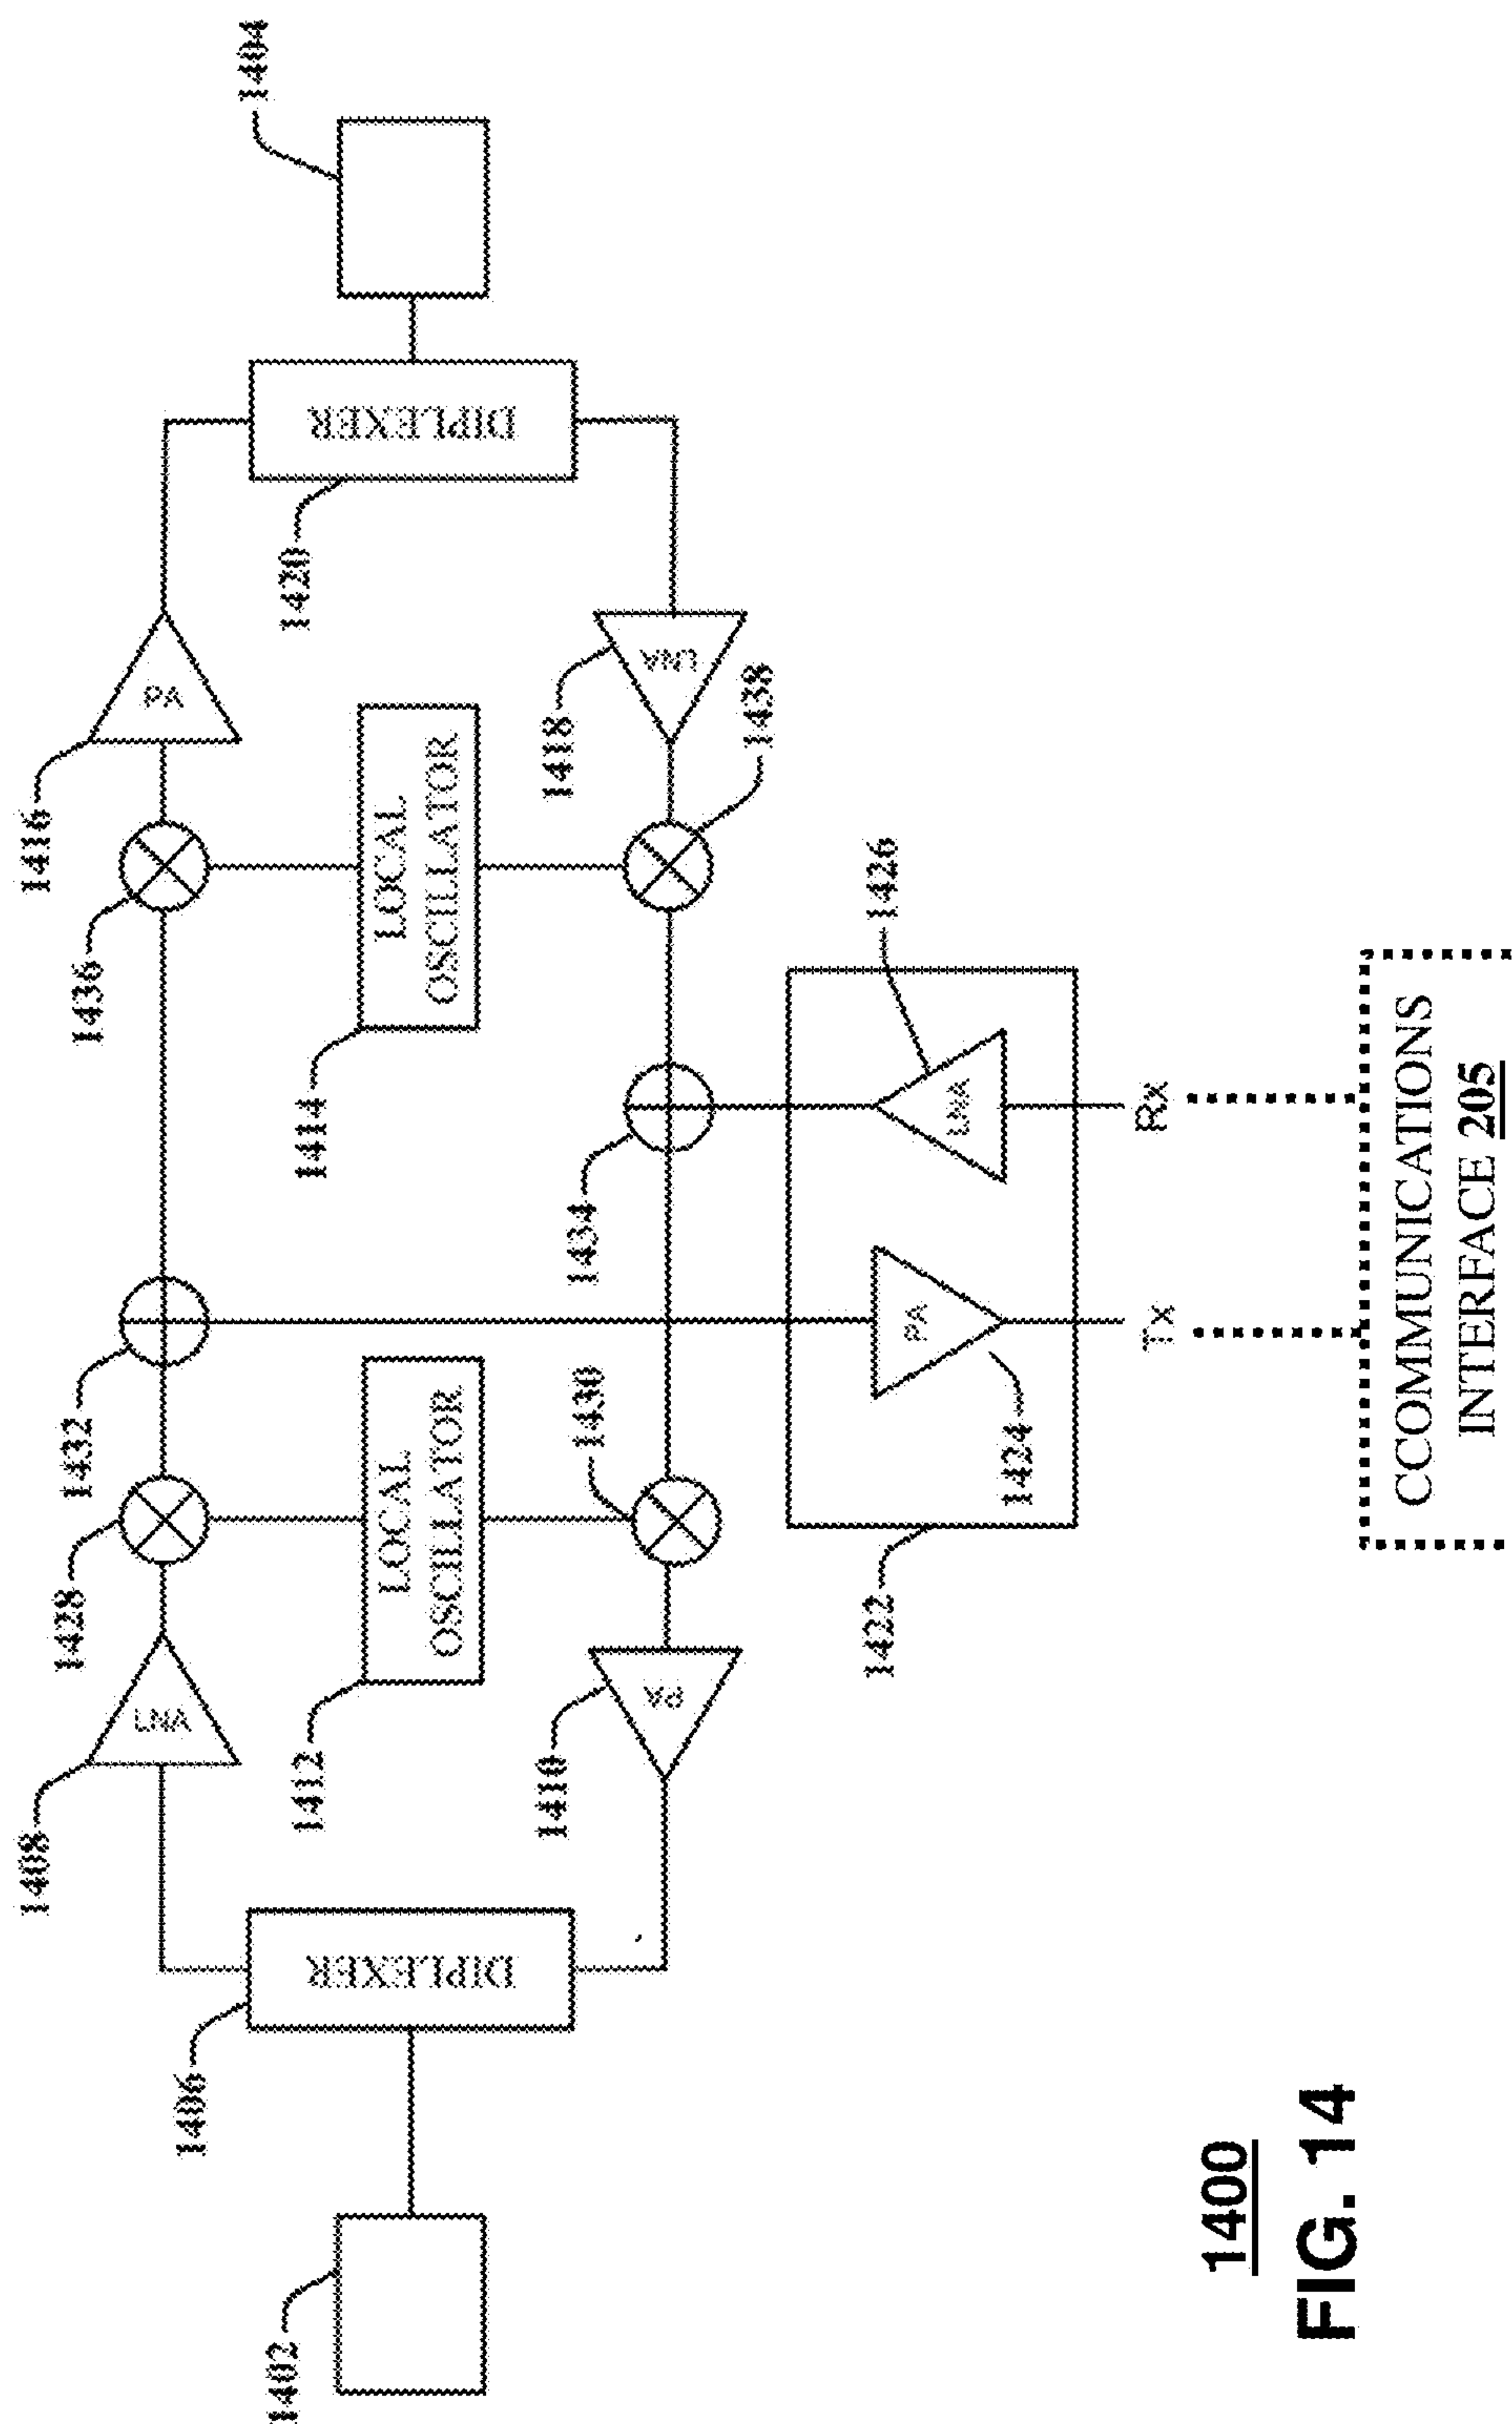 1404
1416
PA
DIPLEXER
1420
1436
LOCAL
OSCILLATOR
1414
LNA
1418
1438
1432
1434
1426
LNA
Rx
1428
LOCAL
OSCILLATOR
1412
1430
PA
1424
Tx
1422
CCOMMUNICATIONS
INTERFACE 205
1408
LNA
PA
1410
DIPLEXER
1406
1402
1400
FIG. 14